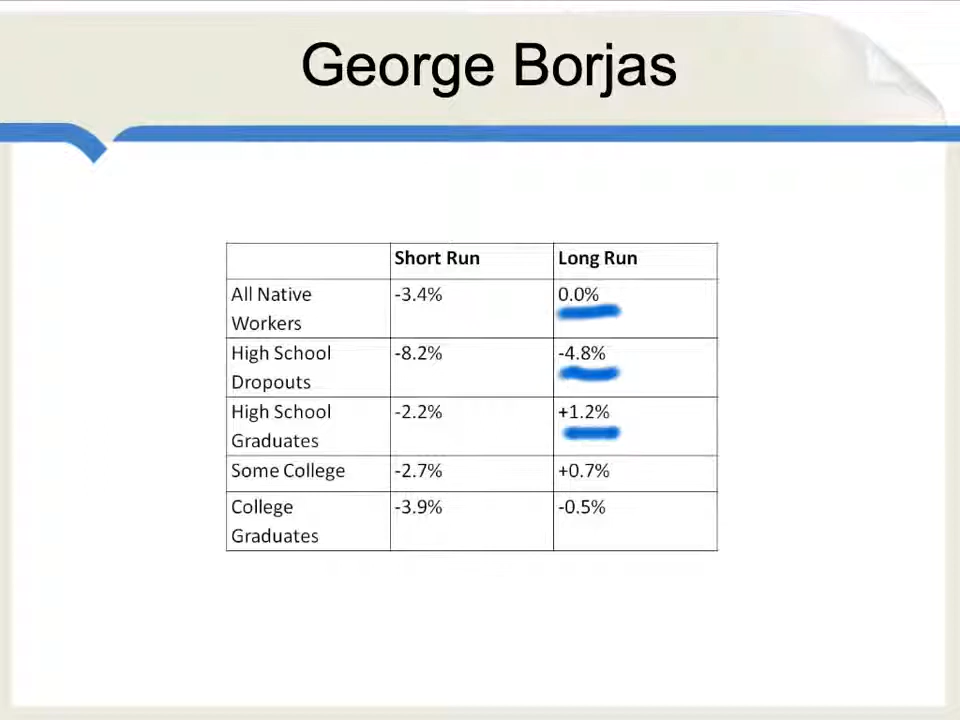 George Borjas
Short Run Long Run
All Native -3.4% 0.0%
Workers
High School -8.2% -4.8%
Dropouts
High School -2.2% +1.2%
Graduates
Some College -2.7% +0.7%
College -3.9% -0.5%
Graduates